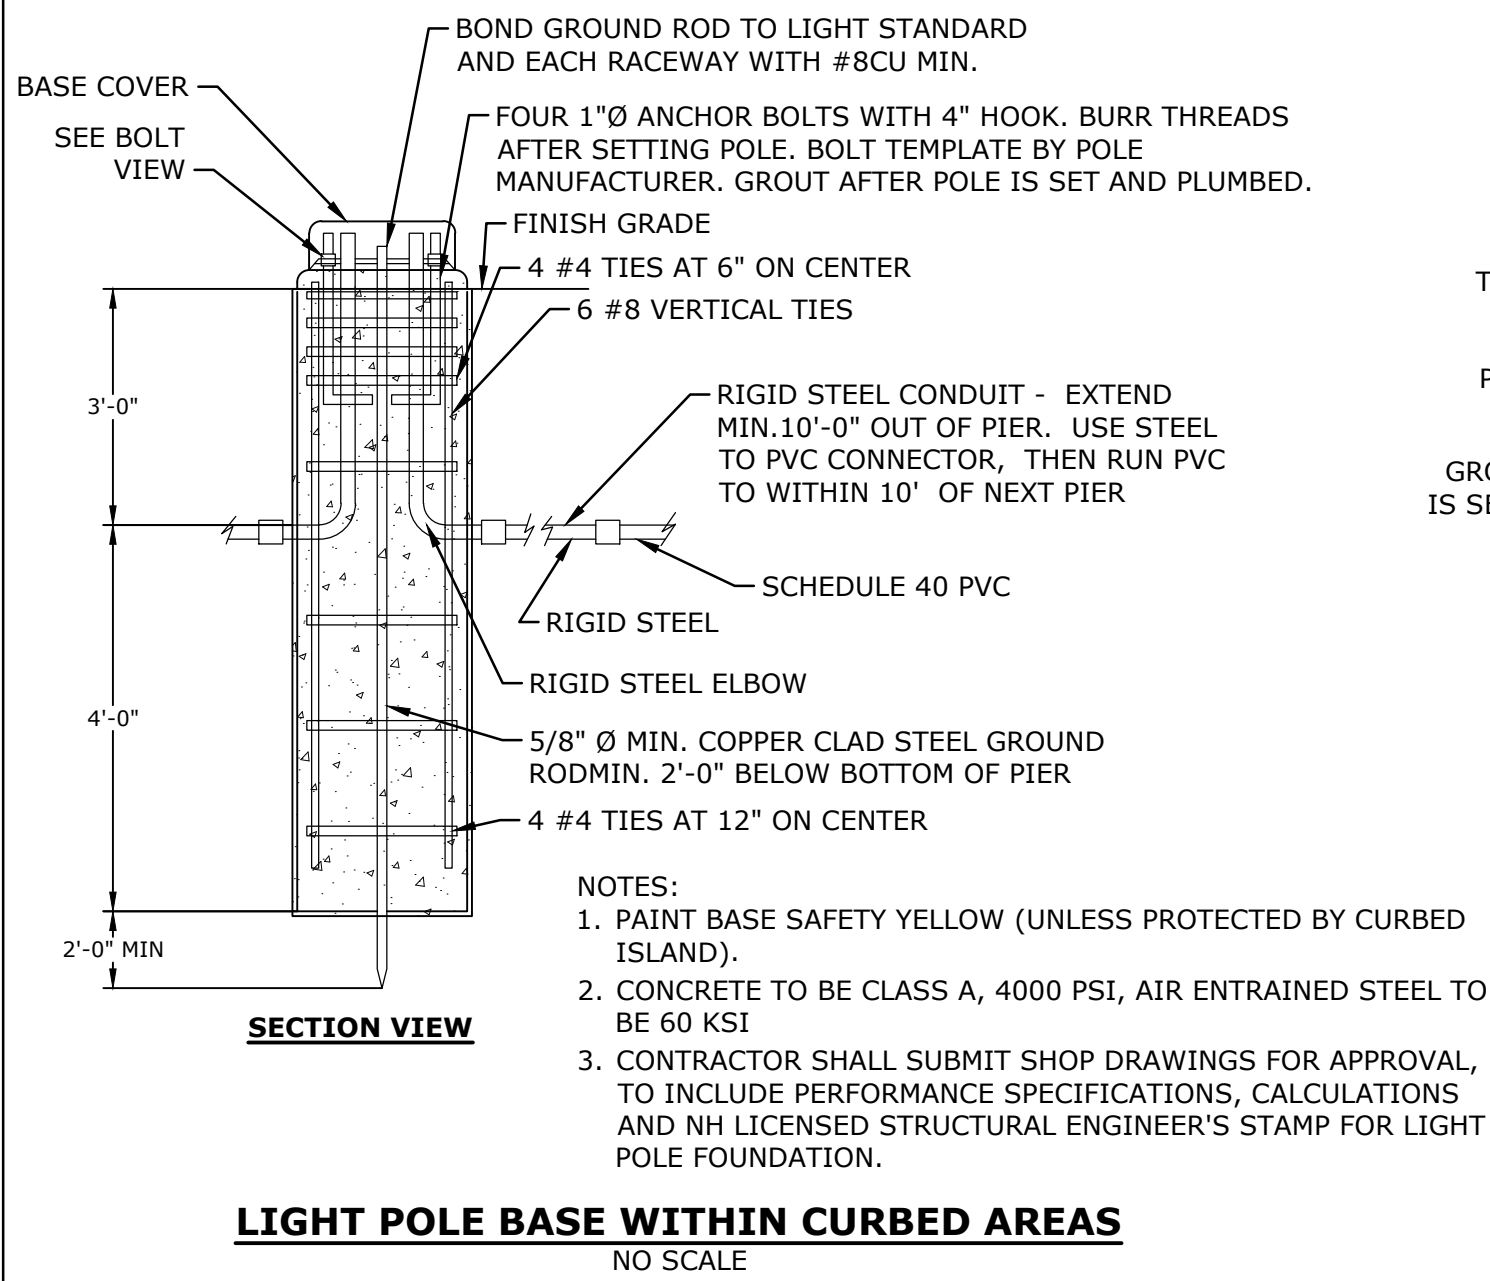 BOND GROUND ROD TO LIGHT STANDARD
AND EACH RACEWAY WITH #8CU MIN.
BASE COVER
SEE BOLT
VIEW
FOUR 1"Ø ANCHOR BOLTS WITH 4" HOOK. BURR THREADS
AFTER SETTING POLE. BOLT TEMPLATE BY POLE
MANUFACTURER. GROUT AFTER POLE IS SET AND PLUMBED.
FINISH GRADE
4 #4 TIES AT 6" ON CENTER
6 #8 VERTICAL TIES
3'-0"
RIGID STEEL CONDUIT - EXTEND
MIN.10'-0" OUT OF PIER. USE STEEL
TO PVC CONNECTOR, THEN RUN PVC
TO WITHIN 10' OF NEXT PIER
SCHEDULE 40 PVC
RIGID STEEL
RIGID STEEL ELBOW
4'-0"
5/8" Ø MIN. COPPER CLAD STEEL GROUND
RODMIN. 2'-0" BELOW BOTTOM OF PIER
4 #4 TIES AT 12" ON CENTER
2'-0" MIN
SECTION VIEW
NOTES:
1. PAINT BASE SAFETY YELLOW (UNLESS PROTECTED BY CURBED
ISLAND).
2. CONCRETE TO BE CLASS A, 4000 PSI, AIR ENTRAINED STEEL TO
BE 60 KSI
3. CONTRACTOR SHALL SUBMIT SHOP DRAWINGS FOR APPROVAL,
TO INCLUDE PERFORMANCE SPECIFICATIONS, CALCULATIONS
AND NH LICENSED STRUCTURAL ENGINEER'S STAMP FOR LIGHT
POLE FOUNDATION.
LIGHT POLE BASE WITHIN CURBED AREAS
NO SCALE
T
P
GRO
IS SE